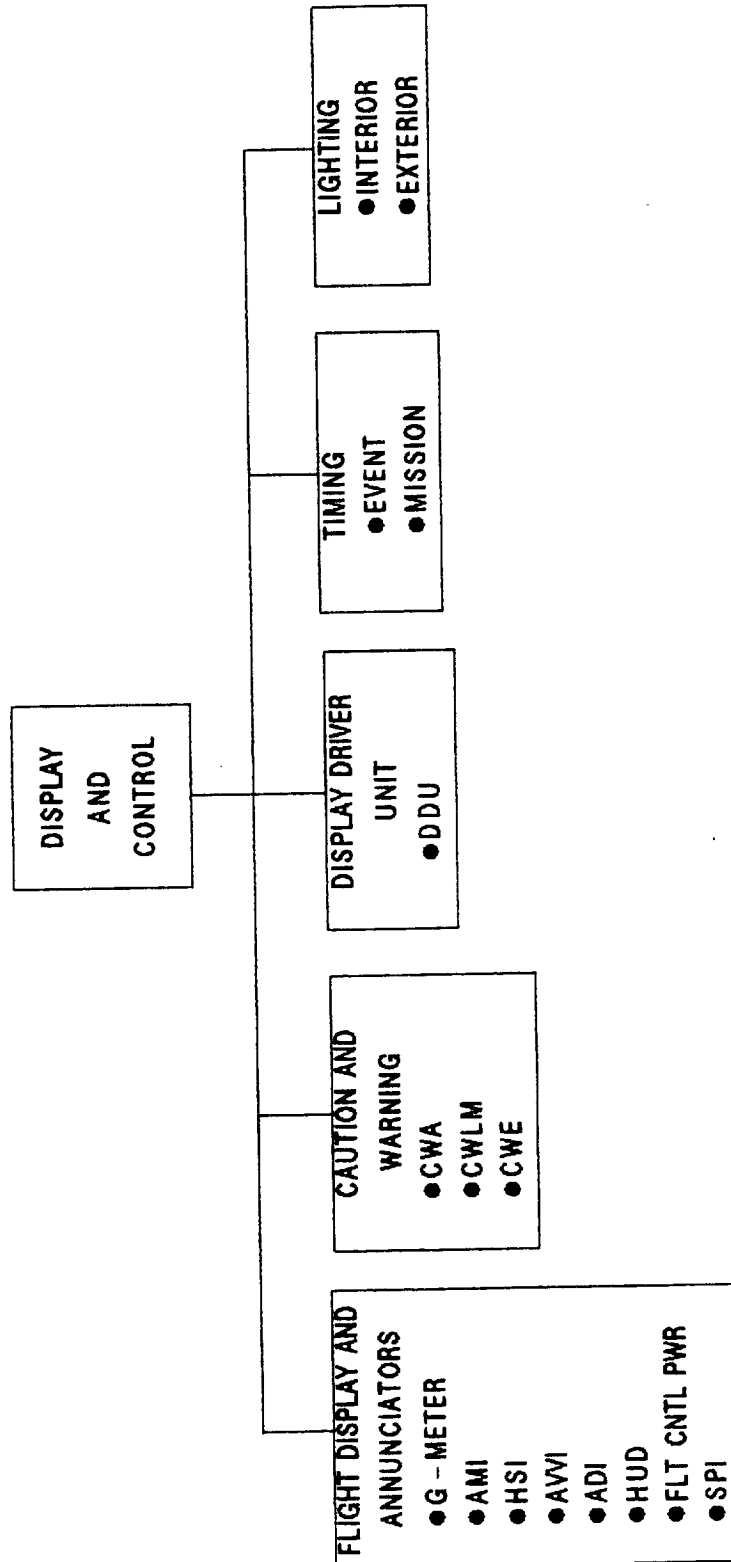 DISPLAY
AND
CONTROL
FLIGHT DISPLAY AND
ANNUNCIATORS
●G - METER
●AMI
●HSI
●AVVI
●ADI
●HUD
●FLT CNTL PWR
●SPI
CAUTION AND
WARNING
●CWA
●CWLM
●CWE
DISPLAY DRIVER
UNIT
●DDU
TIMING
●EVENT
●MISSION
LIGHTING
●INTERIOR
●EXTERIOR